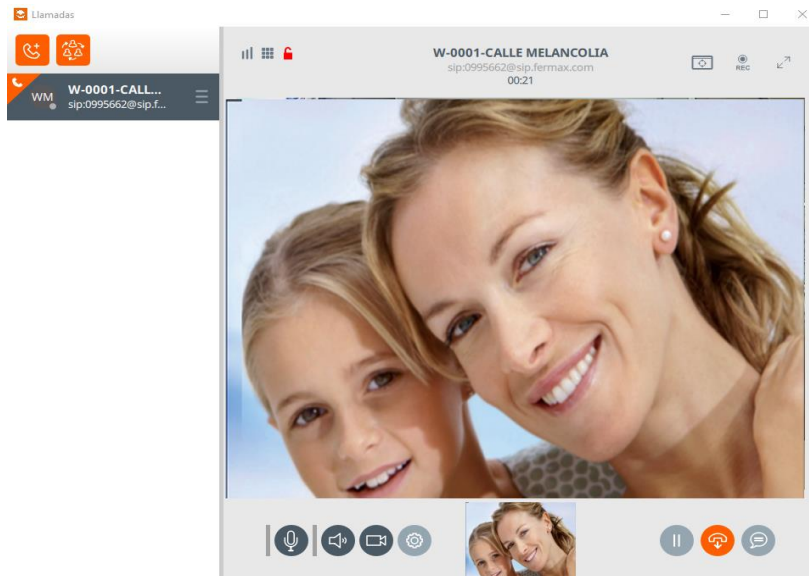 Llamadas
W-0001-CALLE MELANCOLIA
sip:0995662@sip.fermax.com
00:21
REC
WM
W-0001-CALL...
sip:0995662@sip.f...